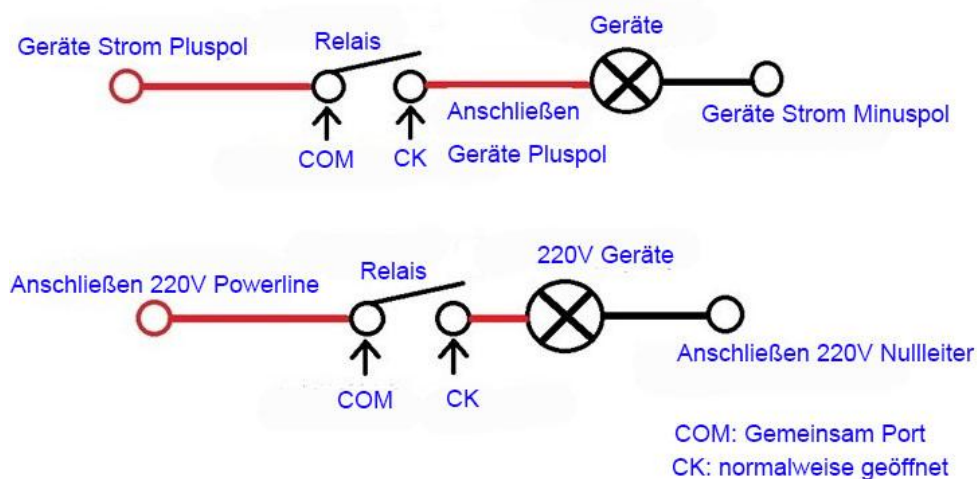 Geräte
Relais
Geräte Strom Pluspol
Anschließen
Geräte Strom Minuspol
COM
CK
Geräte Pluspol
220V Geräte
Relais
Anschließen 220V Powerline
Anschließen 220V Nullleiter
COM
CK
COM: Gemeinsam Port
CK: normalweise geöffnet